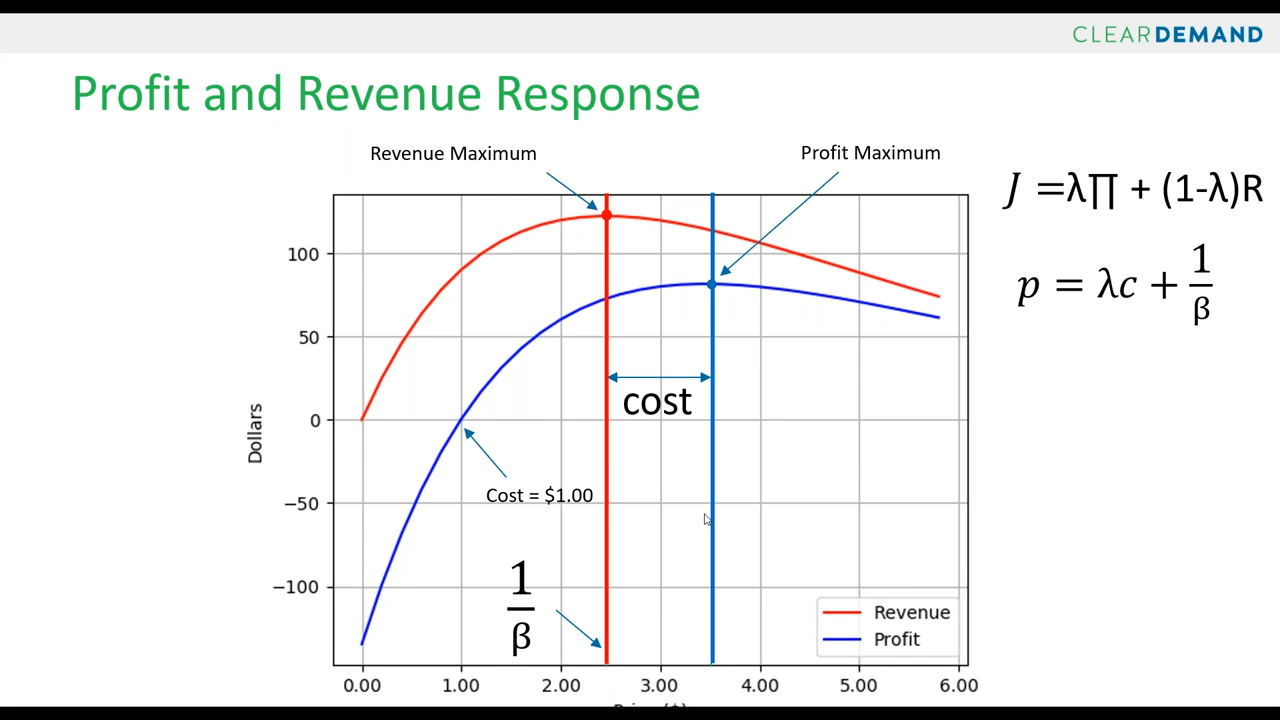 CLEARDEMAND
Profit and Revenue Response
Revenue Maximum
Profit Maximum
J =λ∏ + (1-λ)R
p = λc + 1/β
100
50
0
−50
−100
Dollars
cost
Cost = $1.00
1/β
Revenue
Profit
0.00 1.00 2.00 3.00 4.00 5.00 6.00